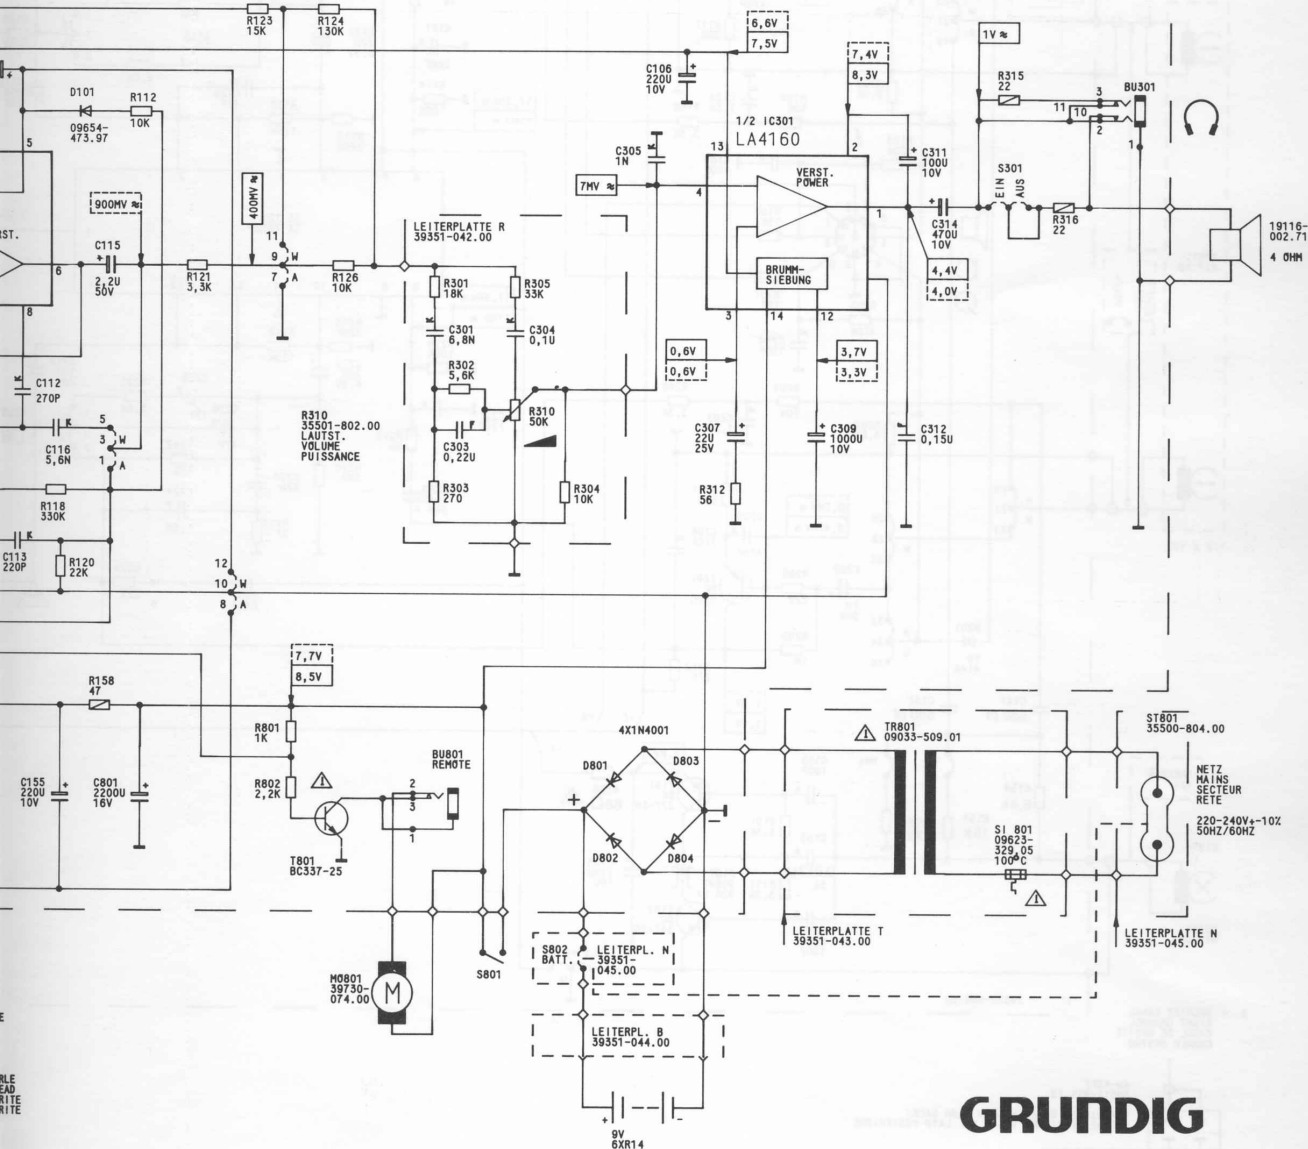 R123
15K
R124
130K
6,6V
7,5V
1V ≈
7,4V
8,3V
C106
220U
10V
R315
22
BU301
3
11
10
2
1
D101
09654-
473.97
R112
10K
1/2 IC301
LA4160
13
2
C305
1N
C311
100U
10V
S301
EIN
AUS
5
VERST.
POWER
7MV ≈
4
1
900MV ≈
400MV ≈
C314
470U
10V
R316
22
19116-
002.71
4 OHM
LEITERPLATTE R
39351-042.00
C115
2,2U
50V
6
11
9 W
7 A
R121
3,3K
R126
10K
R301
18K
R305
33K
BRUMM-
SIEBUNG
4,4V
4,0V
8
3
14
12
C301
6,8N
C304
0,1U
0,6V
0,6V
3,7V
3,3V
C112
270P
R302
5,6K
R310
35501-802.00
LAUTST.
VOLUME
PUISSANCE
R310
50K
5
3 W
1 A
C116
5,6N
C303
0,22U
C307
22U
25V
C309
1000U
10V
C312
0,15U
R118
330K
R303
270
R304
10K
R312
56
C113
220P
R120
22K
12
10 W
8 A
7,7V
8,5V
R158
47
R801
1K
4X1N4001
TR801
09033-509.01
ST801
35500-804.00
BU801
REMOTE
D801
D803
NETZ
MAINS
SECTEUR
RETE
220-240V+-10%
50HZ/60HZ
C155
220U
10V
C801
2200U
16V
R802
2,2K
2
3
1
+
−
SI 801
09623-
329.05
100°C
T801
BC337-25
D802
D804
LEITERPLATTE T
39351-043.00
LEITERPLATTE N
39351-045.00
MO801
39730-
074.00
M
S801
S802
BATT.
LEITERPL. N
39351-
045.00
LEITERPL. B
39351-044.00
+
-
9V
6XR14
GRUNDIG